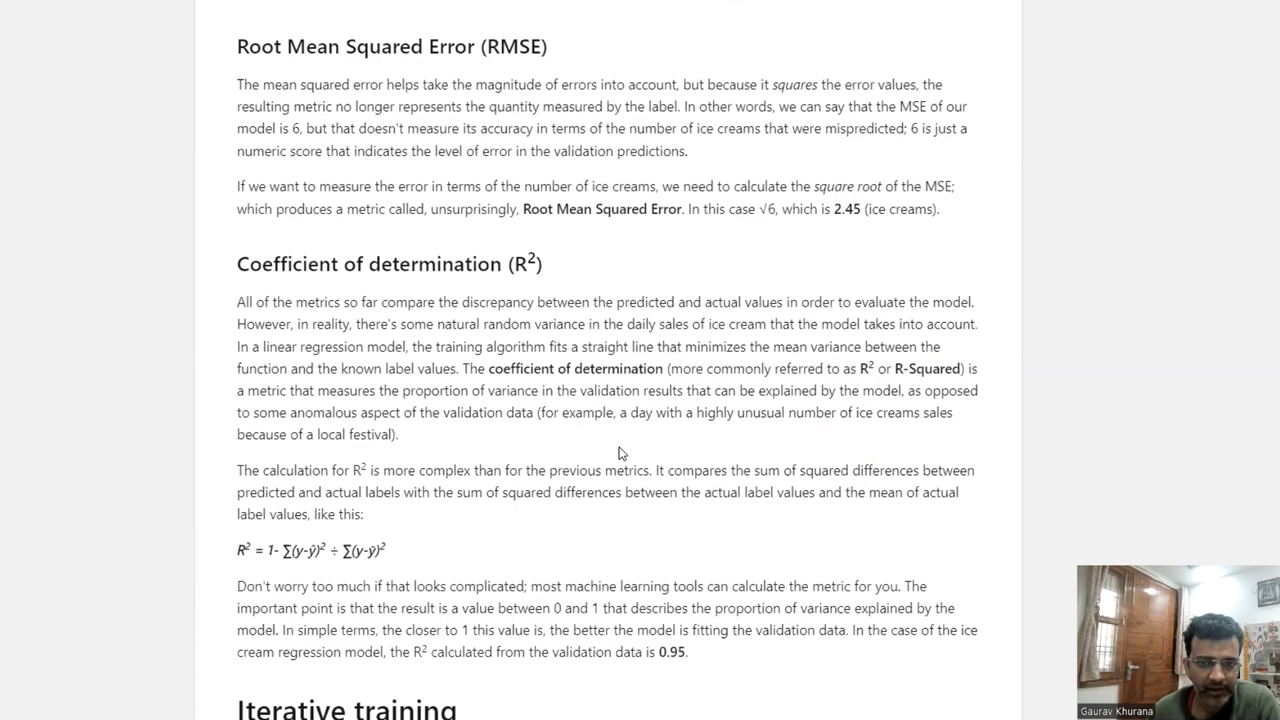 Root Mean Squared Error (RMSE)
The mean squared error helps take the magnitude of errors into account, but because it squares the error values, the
resulting metric no longer represents the quantity measured by the label. In other words, we can say that the MSE of our
model is 6, but that doesn't measure its accuracy in terms of the number of ice creams that were mispredicted; 6 is just a
numeric score that indicates the level of error in the validation predictions.
If we want to measure the error in terms of the number of ice creams, we need to calculate the square root of the MSE;
which produces a metric called, unsurprisingly, Root Mean Squared Error. In this case √6, which is 2.45 (ice creams).
Coefficient of determination (R²)
All of the metrics so far compare the discrepancy between the predicted and actual values in order to evaluate the model.
However, in reality, there's some natural random variance in the daily sales of ice cream that the model takes into account.
In a linear regression model, the training algorithm fits a straight line that minimizes the mean variance between the
function and the known label values. The coefficient of determination (more commonly referred to as R² or R-Squared) is
a metric that measures the proportion of variance in the validation results that can be explained by the model, as opposed
to some anomalous aspect of the validation data (for example, a day with a highly unusual number of ice creams sales
because of a local festival).
The calculation for R² is more complex than for the previous metrics. It compares the sum of squared differences between
predicted and actual labels with the sum of squared differences between the actual label values and the mean of actual
label values, like this:
R² = 1- ∑(y-ŷ)² ÷ ∑(y-ȳ)²
Don't worry too much if that looks complicated; most machine learning tools can calculate the metric for you. The
important point is that the result is a value between 0 and 1 that describes the proportion of variance explained by the
model. In simple terms, the closer to 1 this value is, the better the model is fitting the validation data. In the case of the ice
cream regression model, the R² calculated from the validation data is 0.95.
Iterative training
Gaurav Khurana